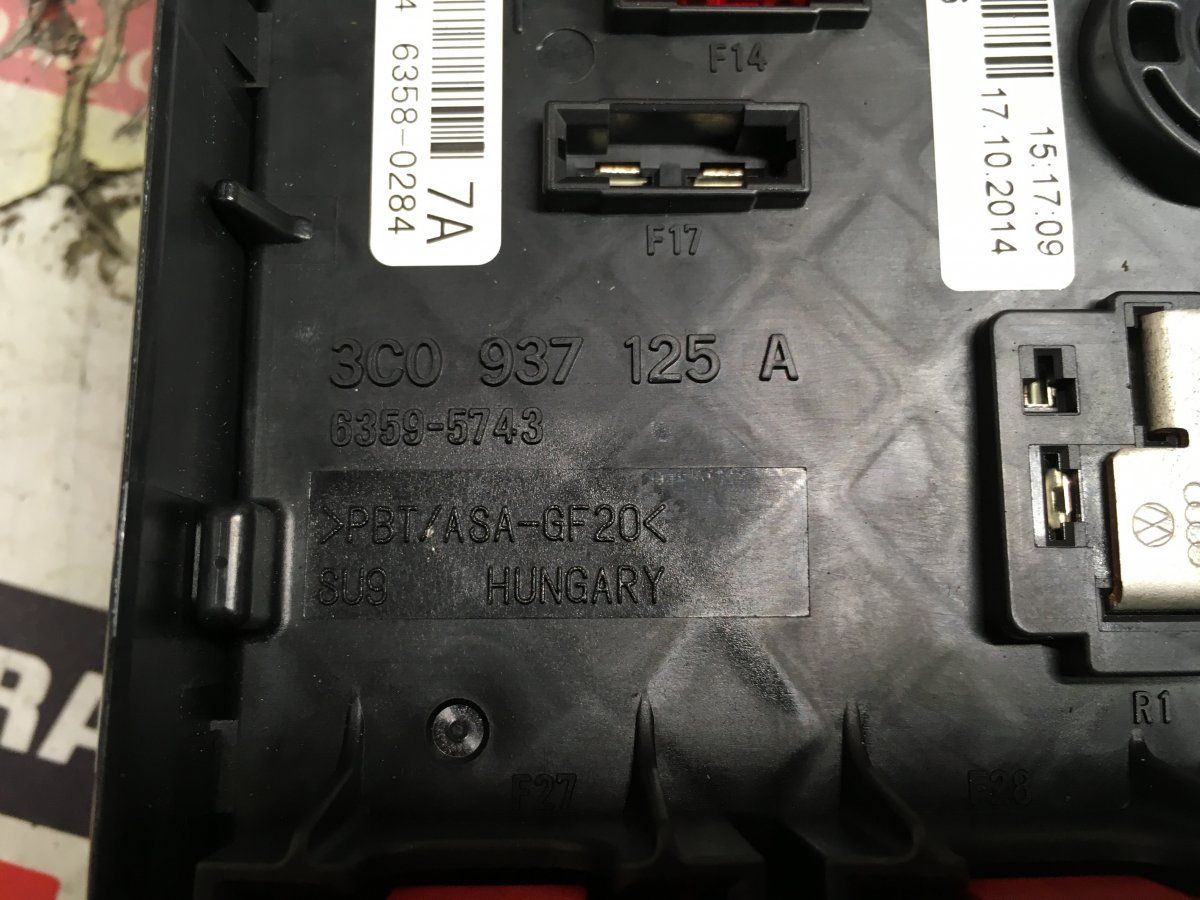 F14
6358-0284
7A
15:17:09
17.10.2014
F17
3C0 937 125 A
6359-5743
>PBT/ASA-GF20<
SU9 HUNGARY
R1
F27
F28
RA